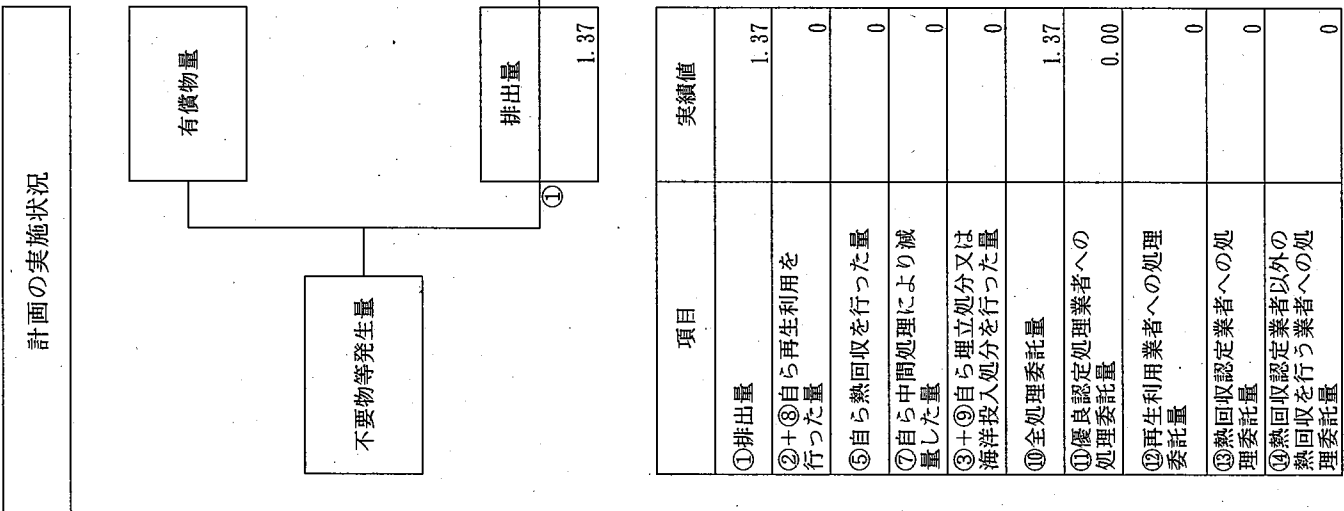 計画の実施状況
有償物量
不要物等発生量
①
排出量
1.37
項目
実績値
①排出量
1.37
②+⑧自ら再生利用を
行った量
0
⑤自ら熱回収を行った量
0
⑦自ら中間処理により減
量した量
0
③+⑨自ら埋立処分又は
海洋投入処分を行った量
0
⑩全処理委託量
1.37
⑪優良認定処理業者への
処理委託量
0.00
⑫再生利用業者への処理
委託量
0
⑬熱回収認定業者への処
理委託量
0
⑭熱回収認定業者以外の
熱回収を行う業者への処
理委託量
0